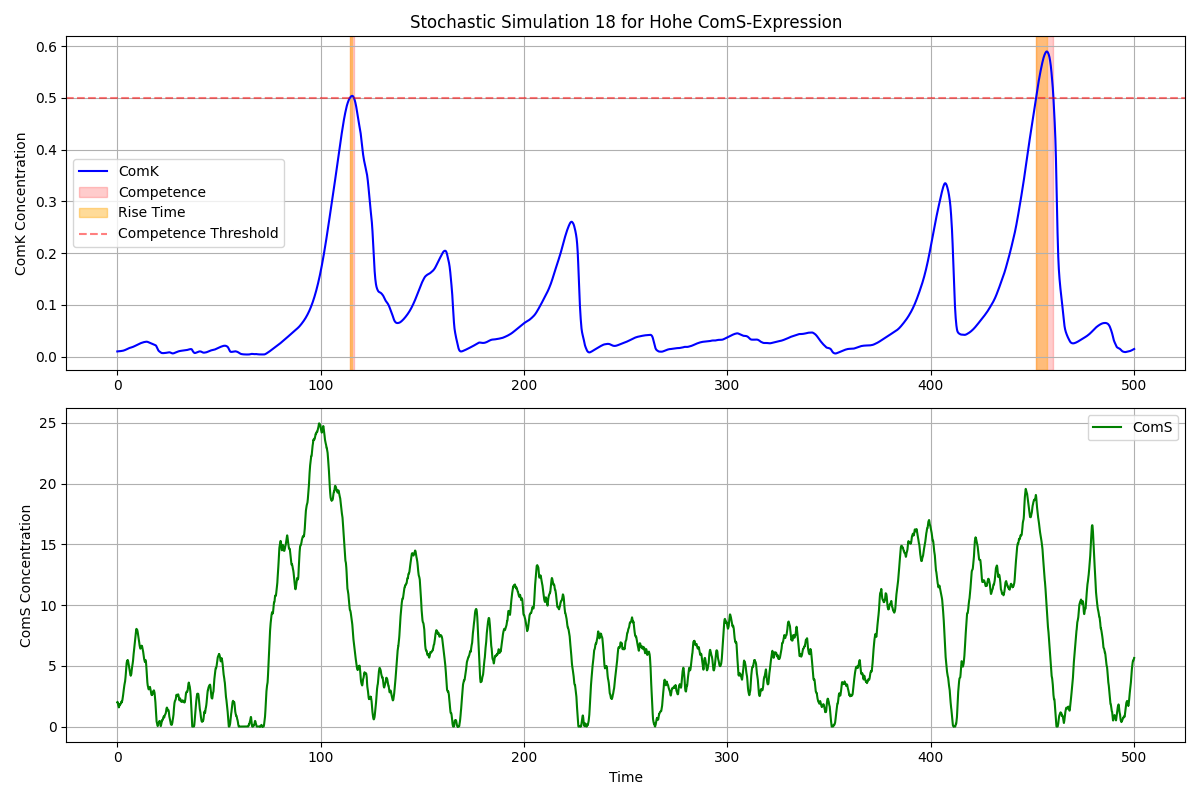 Stochastic Simulation 18 for Hohe ComS-Expression
ComK Concentration
0.6
0.5
0.4
0.3
0.2
0.1
0.0
ComK
Competence
Rise Time
Competence Threshold
0 100 200 300 400 500
ComS Concentration
25
20
15
10
5
0
ComS
0 100 200 300 400 500
Time